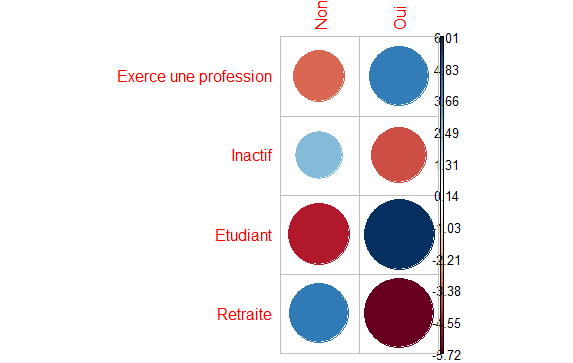 Non
Oui
Exerce une profession
Inactif
Etudiant
Retraite
6.01
4.83
3.66
2.49
1.31
0.14
-1.03
-2.21
-3.38
-4.55
-5.72